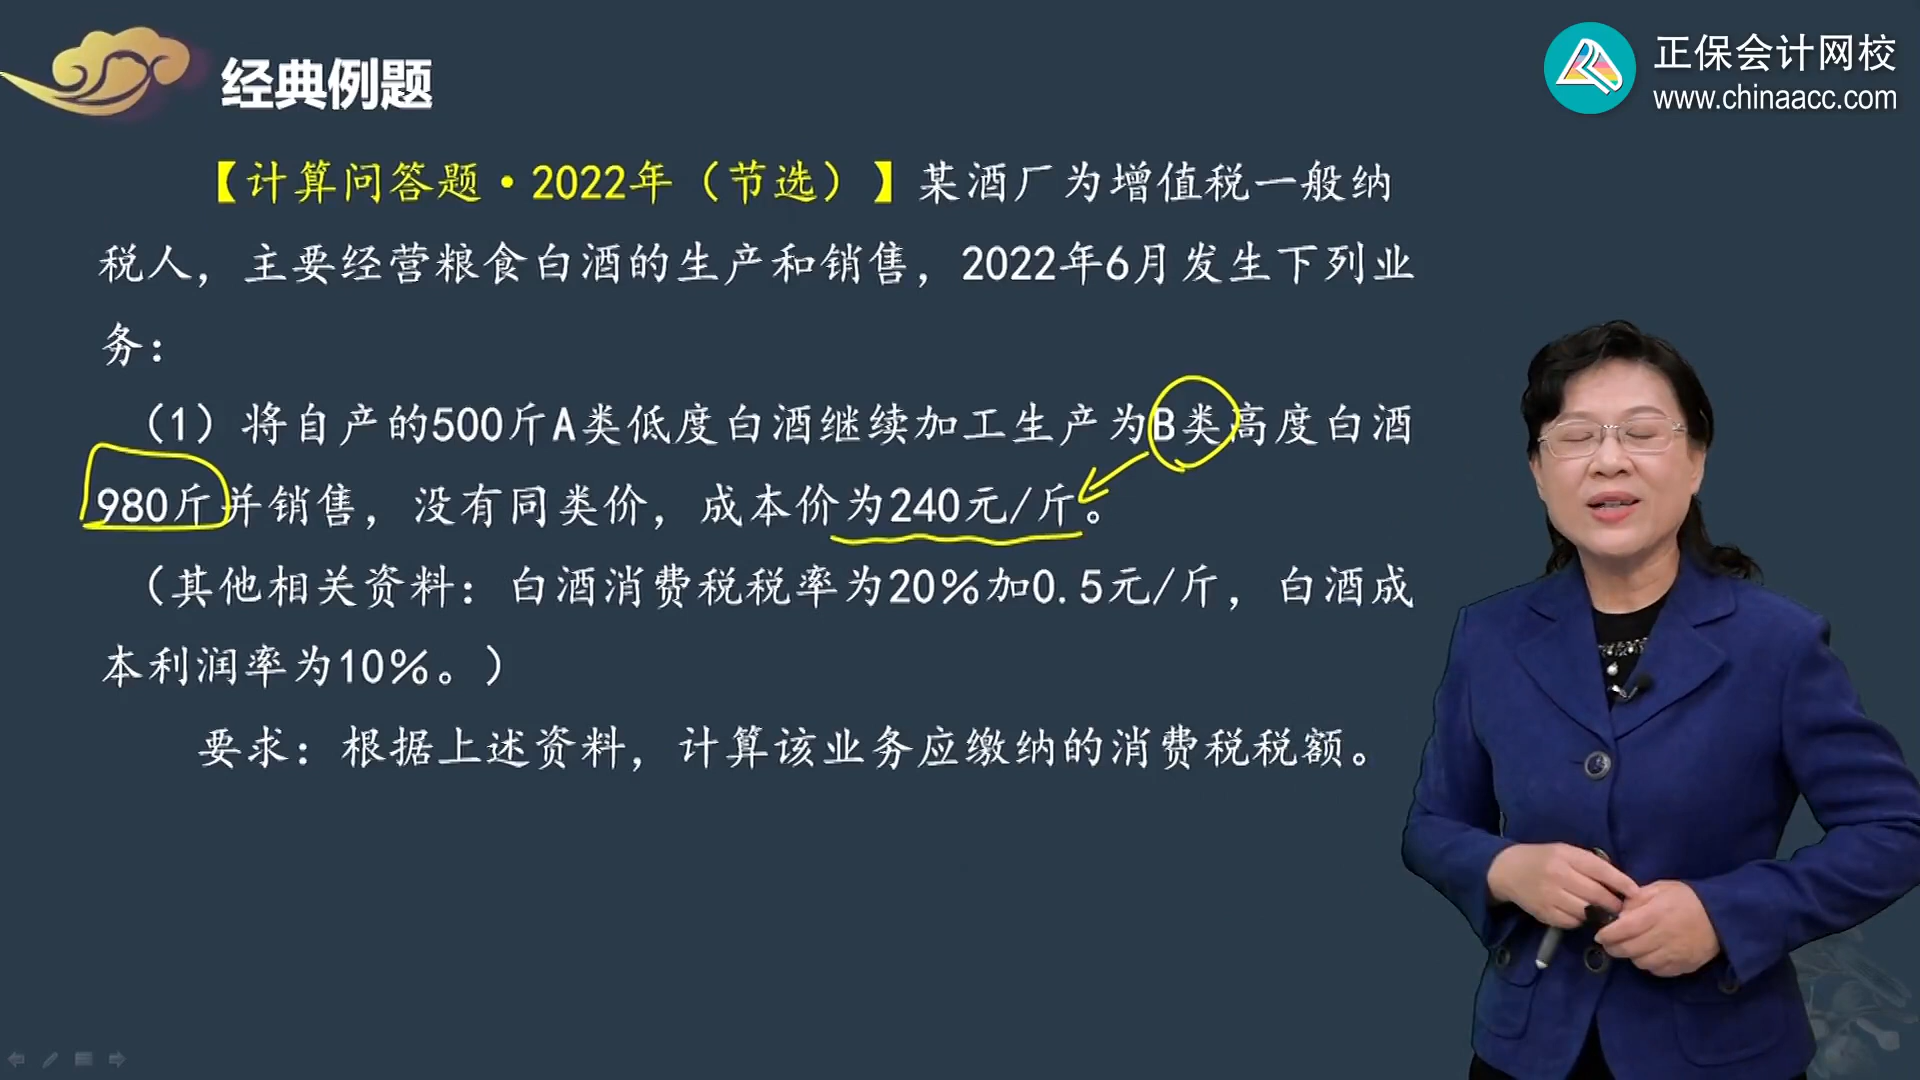 经典例题
正保会计网校
www.chinaacc.com
【计算问答题·2022年（节选）】某酒厂为增值税一般纳
税人，主要经营粮食白酒的生产和销售，2022年6月发生下列业
务：
（1）将自产的500斤A类低度白酒继续加工生产为B类高度白酒
980斤并销售，没有同类价，成本价为240元/斤。
（其他相关资料：白酒消费税税率为20%加0.5元/斤，白酒成
本利润率为10%。）
要求：根据上述资料，计算该业务应缴纳的消费税税额。